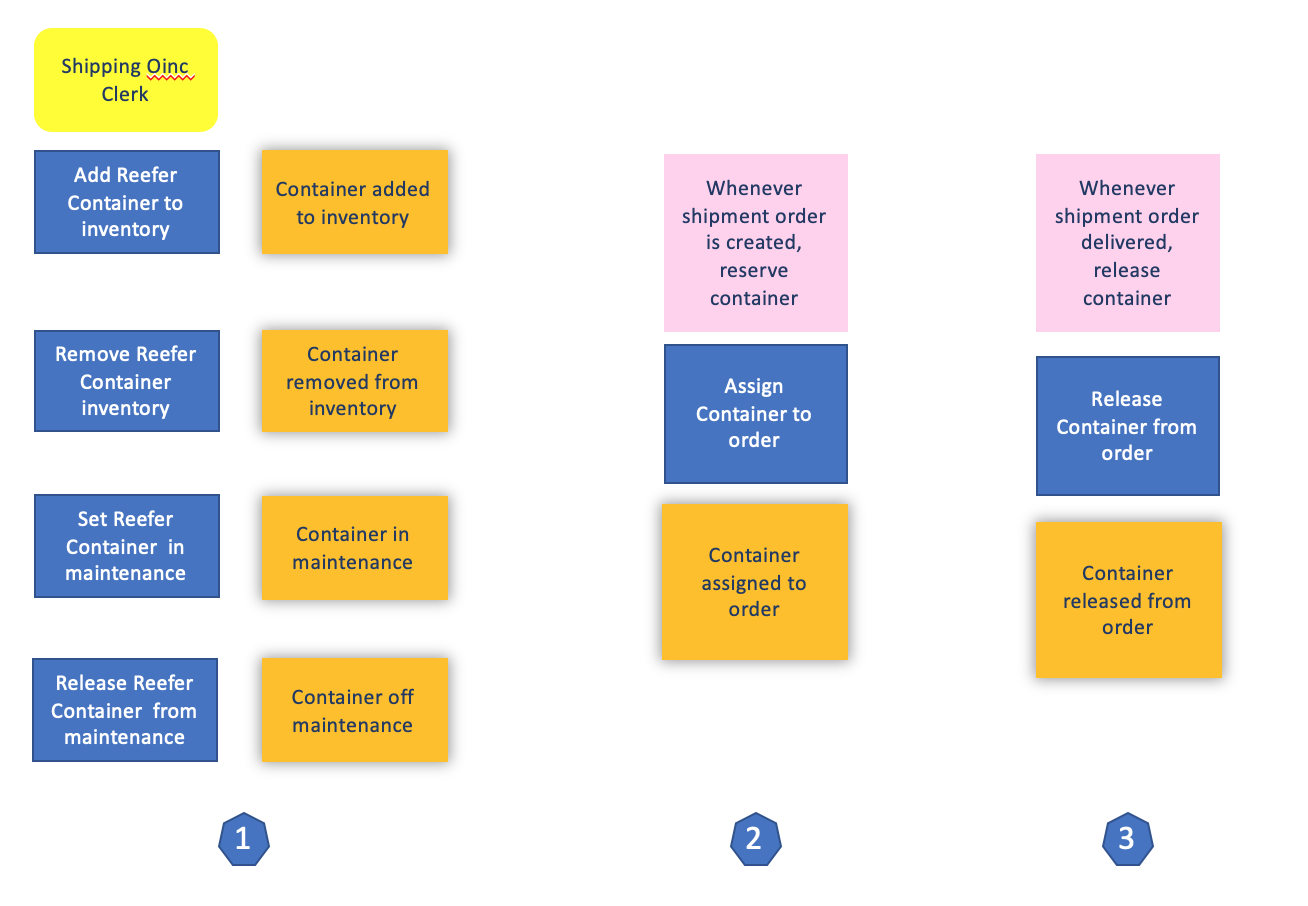 Shipping Oinc
Clerk
Add Reefer
Container to
inventory
Container added
to inventory
Remove Reefer
Container
inventory
Container
removed from
inventory
Set Reefer
Container in
maintenance
Container in
maintenance
Release Reefer
Container from
maintenance
Container off
maintenance
1
Whenever
shipment order
is created,
reserve
container
Assign
Container to
order
Container
assigned to
order
2
Whenever
shipment order
delivered,
release
container
Release
Container from
order
Container
released from
order
3